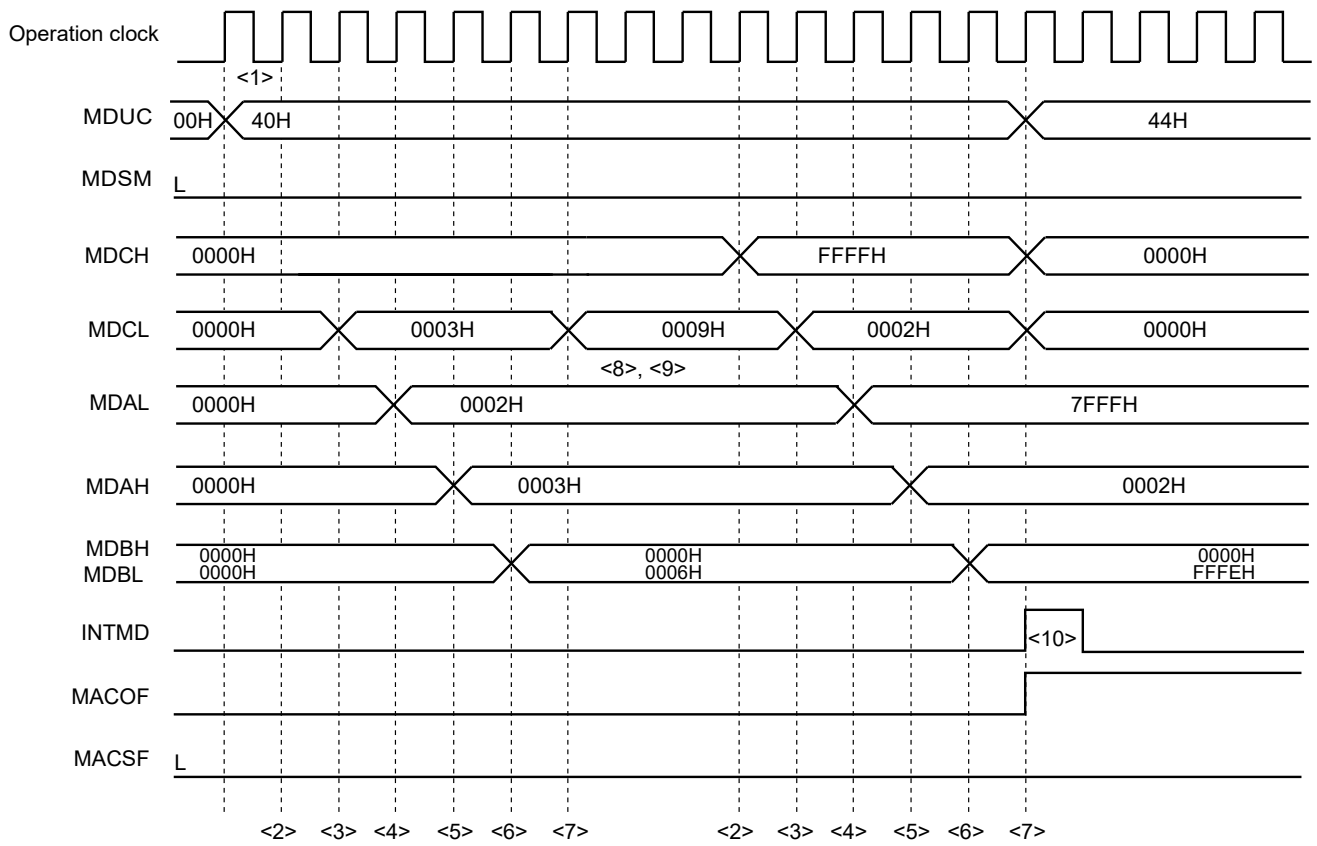 Operation clock
<1>
MDUC 00H 40H 44H
MDSM L
MDCH 0000H FFFFH 0000H
MDCL 0000H 0003H 0009H 0002H 0000H
<8>, <9>
MDAL 0000H 0002H 7FFFH
MDAH 0000H 0003H 0002H
MDBH 0000H 0000H 0000H
MDBL 0000H 0006H FFFEH
INTMD <10>
MACOF
MACSF L
<2> <3> <4> <5> <6> <7> <2> <3> <4> <5> <6> <7>